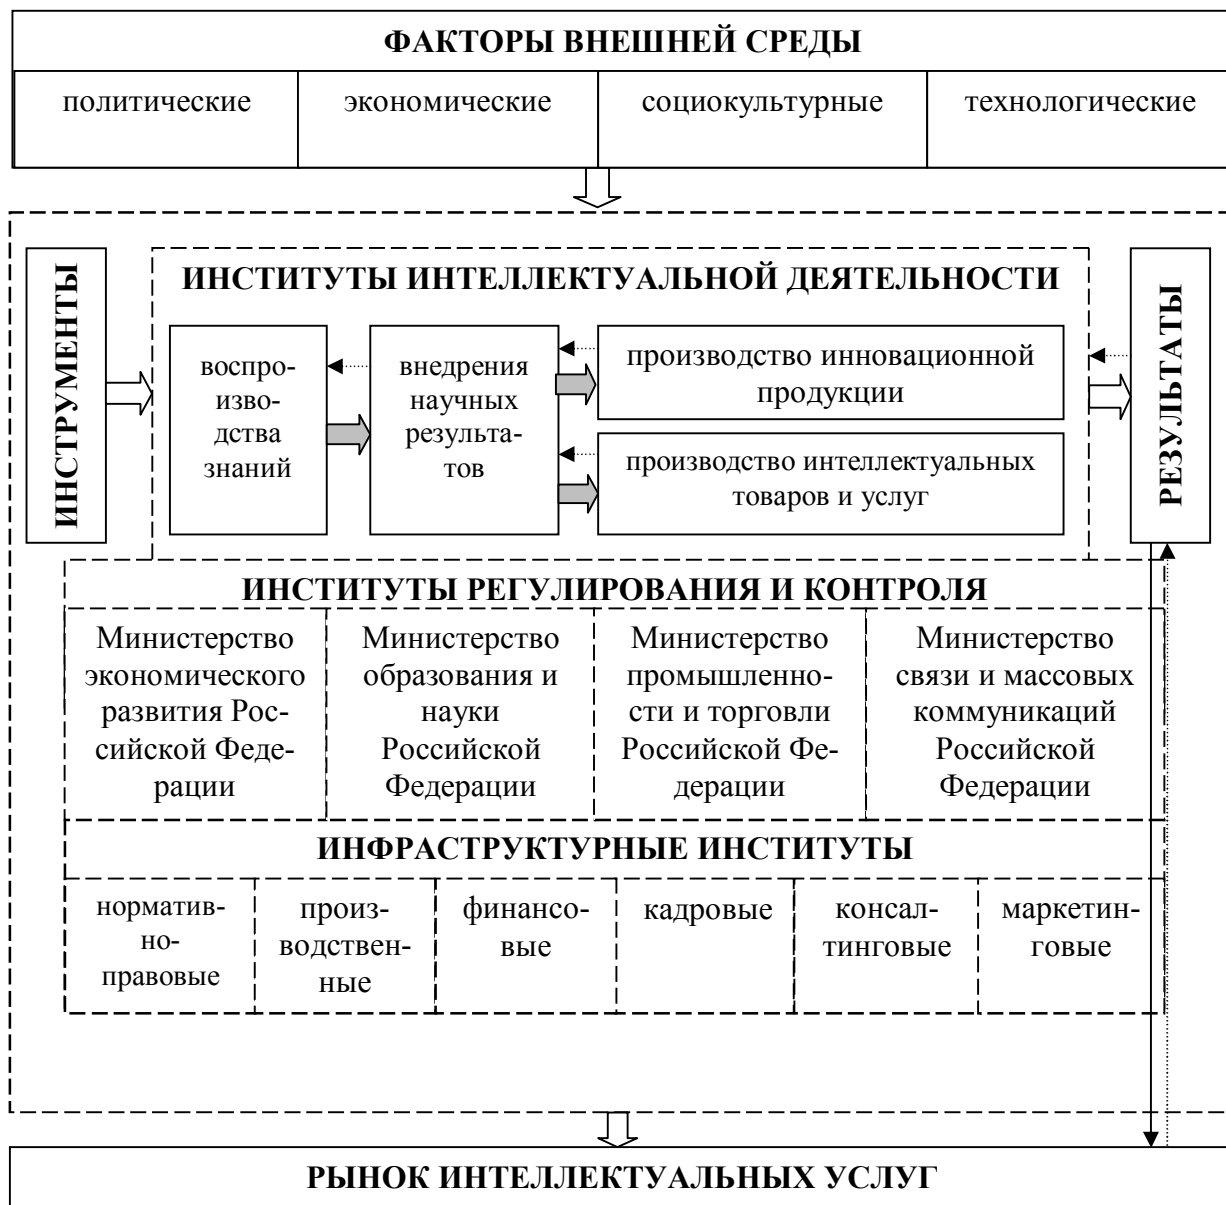 ФАКТОРЫ ВНЕШНЕЙ СРЕДЫ
политические
экономические
социокультурные
технологические
ИНСТРУМЕНТЫ
ИНСТИТУТЫ ИНТЕЛЛЕКТУАЛЬНОЙ ДЕЯТЕЛЬНОСТИ
воспро-
изво-
дства
знаний
внедрения
научных
результа-
тов
производство инновационной
продукции
производство интеллектуальных
товаров и услуг
РЕЗУЛЬТАТЫ
ИНСТИТУТЫ РЕГУЛИРОВАНИЯ И КОНТРОЛЯ
Министерство
экономического
развития Рос-
сийской Феде-
рации
Министерство
образования и
науки
Российской
Федерации
Министерство
промышленно-
сти и торговли
Российской Фе-
дерации
Министерство
связи и массовых
коммуникаций
Российской
Федерации
ИНФРАСТРУКТУРНЫЕ ИНСТИТУТЫ
норматив-
но-
правовые
произ-
водствен-
ные
финансо-
вые
кадровые
консал-
тинговые
маркетин-
говые
РЫНОК ИНТЕЛЛЕКТУАЛЬНЫХ УСЛУГ